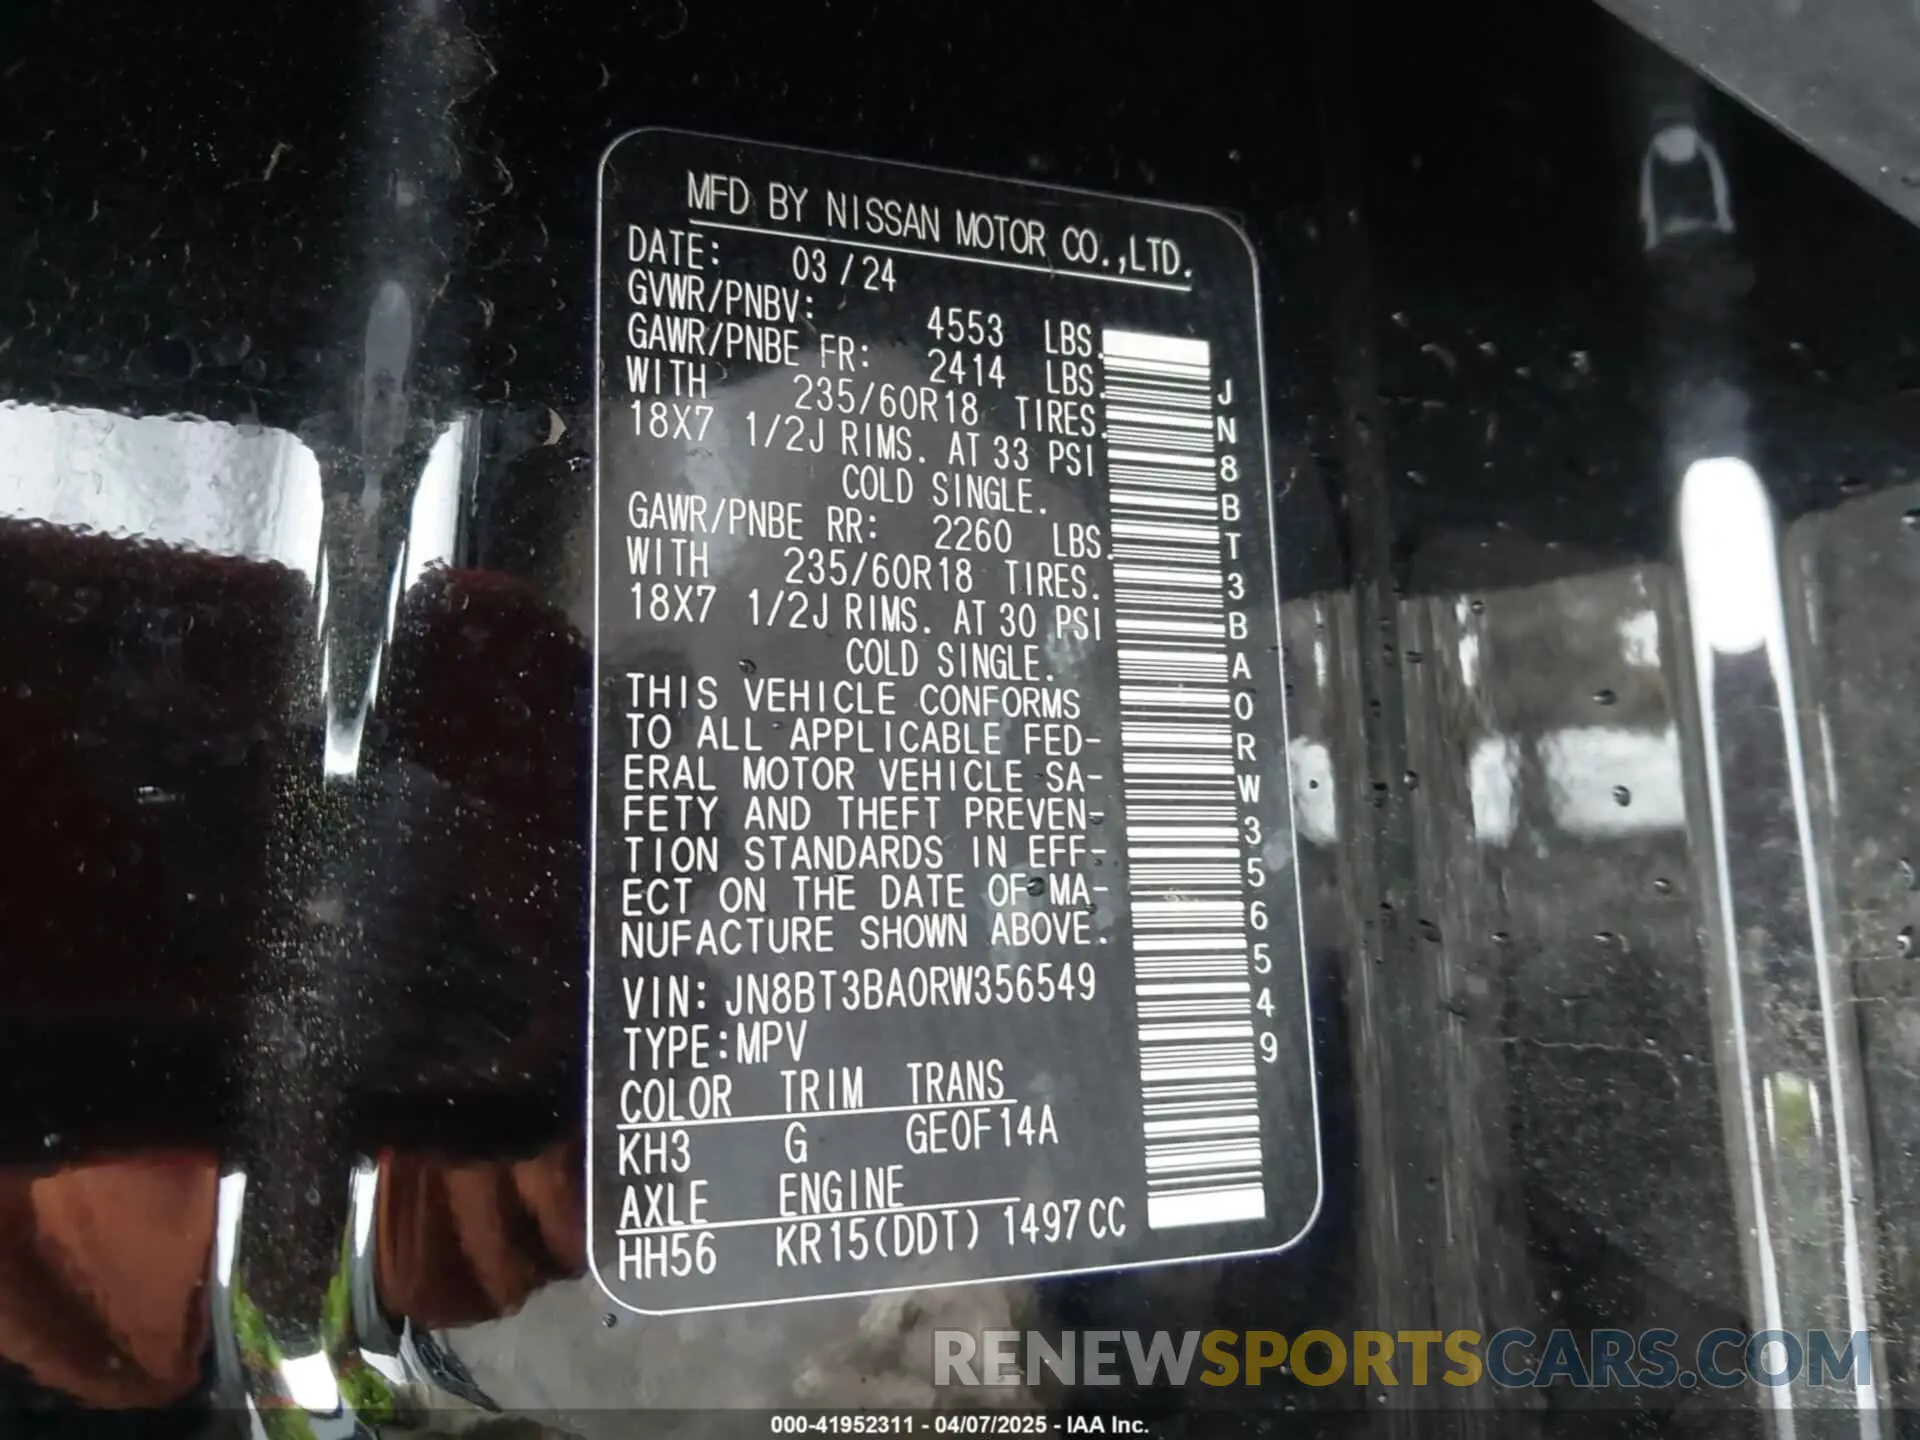 MFD BY NISSAN MOTOR CO.,LTD.
DATE: 03/24
GVWR/PNBV: 4553 LBS.
GAWR/PNBE FR: 2414 LBS.
WITH 235/60R18 TIRES.
18X7 1/2J RIMS. AT 33 PSI
COLD SINGLE.
GAWR/PNBE RR: 2260 LBS.
WITH 235/60R18 TIRES.
18X7 1/2J RIMS. AT 30 PSI
COLD SINGLE.
THIS VEHICLE CONFORMS
TO ALL APPLICABLE FED-
ERAL MOTOR VEHICLE SA-
FETY AND THEFT PREVEN-
TION STANDARDS IN EFF-
ECT ON THE DATE OF MA-
NUFACTURE SHOWN ABOVE.
VIN: JN8BT3BA0RW356549
TYPE:MPV
COLOR TRIM TRANS
KH3 G GE0F14A
AXLE ENGINE
HH56 KR15(DDT) 1497CC
JN8BT3BA0RW356549
RENEWSPORTSCARS.COM
000-41952311 - 04/07/2025 - IAA Inc.